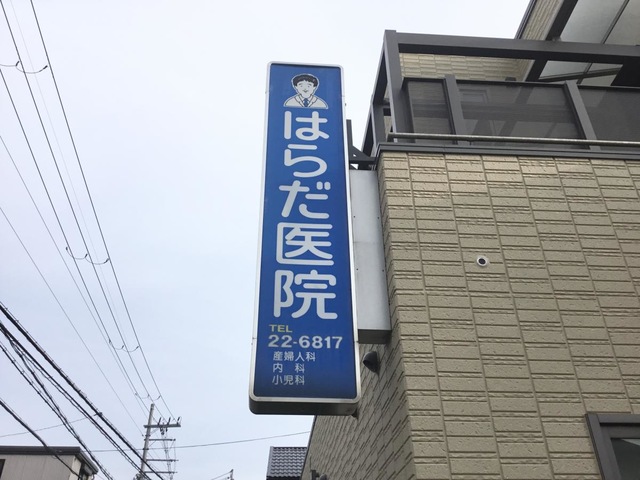 はらだ医院
TEL
22-6817
産婦人科
内　科
小児科